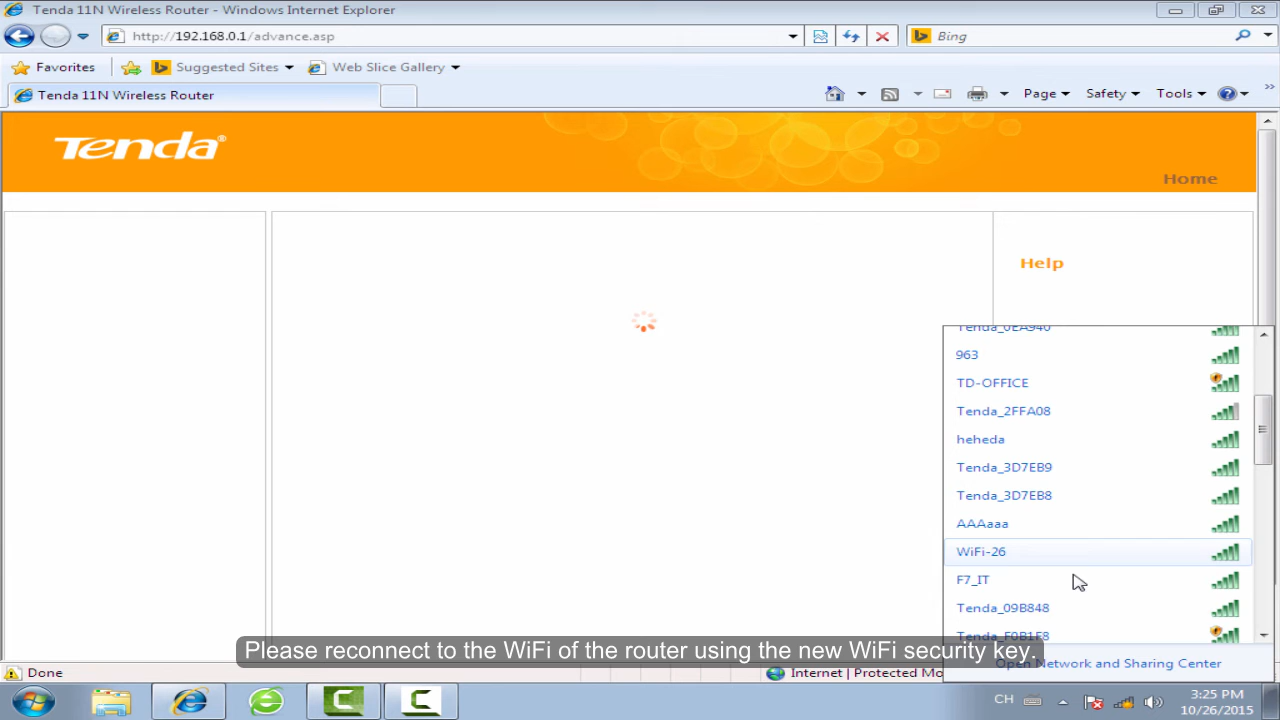 Tenda 11N Wireless Router - Windows Internet Explorer
http://192.168.0.1/advance.asp
Bing
Favorites
Suggested Sites
Web Slice Gallery
Tenda 11N Wireless Router
Page
Safety
Tools
Tenda®
Home
Help
Tenda_0EA940
963
TD-OFFICE
Tenda_2FFA08
heheda
Tenda_3D7EB9
Tenda_3D7EB8
AAAaaa
WiFi-26
F7_IT
Tenda_09B848
Tenda_F0B1F8
Please reconnect to the WiFi of the router using the new WiFi security key.
Open Network and Sharing Center
Done
Internet | Protected Mo
CH
3:25 PM
10/26/2015